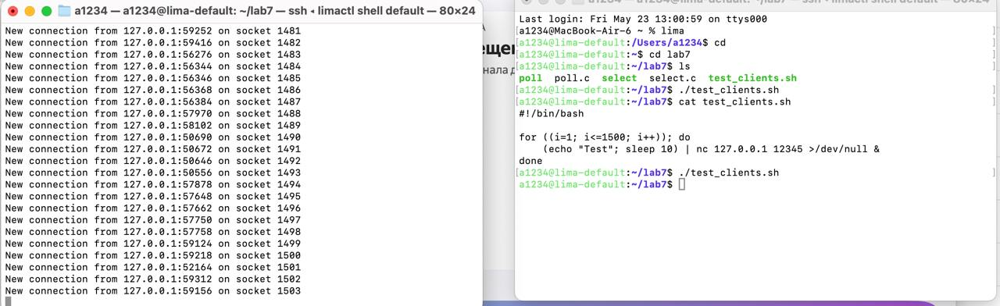 a1234 — a1234@lima-default: ~/lab7 — ssh ‹ limactl shell default — 80×24
New connection from 127.0.0.1:59252 on socket 1481
New connection from 127.0.0.1:59416 on socket 1482
New connection from 127.0.0.1:56276 on socket 1483
New connection from 127.0.0.1:56344 on socket 1484
New connection from 127.0.0.1:56346 on socket 1485
New connection from 127.0.0.1:56368 on socket 1486
New connection from 127.0.0.1:56384 on socket 1487
New connection from 127.0.0.1:57970 on socket 1488
New connection from 127.0.0.1:58102 on socket 1489
New connection from 127.0.0.1:50690 on socket 1490
New connection from 127.0.0.1:50672 on socket 1491
New connection from 127.0.0.1:50646 on socket 1492
New connection from 127.0.0.1:50556 on socket 1493
New connection from 127.0.0.1:57878 on socket 1494
New connection from 127.0.0.1:57648 on socket 1495
New connection from 127.0.0.1:57662 on socket 1496
New connection from 127.0.0.1:57750 on socket 1497
New connection from 127.0.0.1:57758 on socket 1498
New connection from 127.0.0.1:59124 on socket 1499
New connection from 127.0.0.1:59218 on socket 1500
New connection from 127.0.0.1:52164 on socket 1501
New connection from 127.0.0.1:59312 on socket 1502
New connection from 127.0.0.1:59156 on socket 1503
еще
нала д
Last login: Fri May 23 13:00:59 on ttys000
[a1234@MacBook-Air-6 ~ % lima ]
[a1234@lima-default:/Users/a1234$ cd ]
[a1234@lima-default:~$ cd lab7 ]
[a1234@lima-default:~/lab7$ ls ]
poll poll.c select select.c test_clients.sh
[a1234@lima-default:~/lab7$ ./test_clients.sh ]
[a1234@lima-default:~/lab7$ cat test_clients.sh ]
#!/bin/bash
for ((i=1; i<=1500; i++)); do
(echo "Test"; sleep 10) | nc 127.0.0.1 12345 >/dev/null &
done
[a1234@lima-default:~/lab7$ ./test_clients.sh ]
a1234@lima-default:~/lab7$